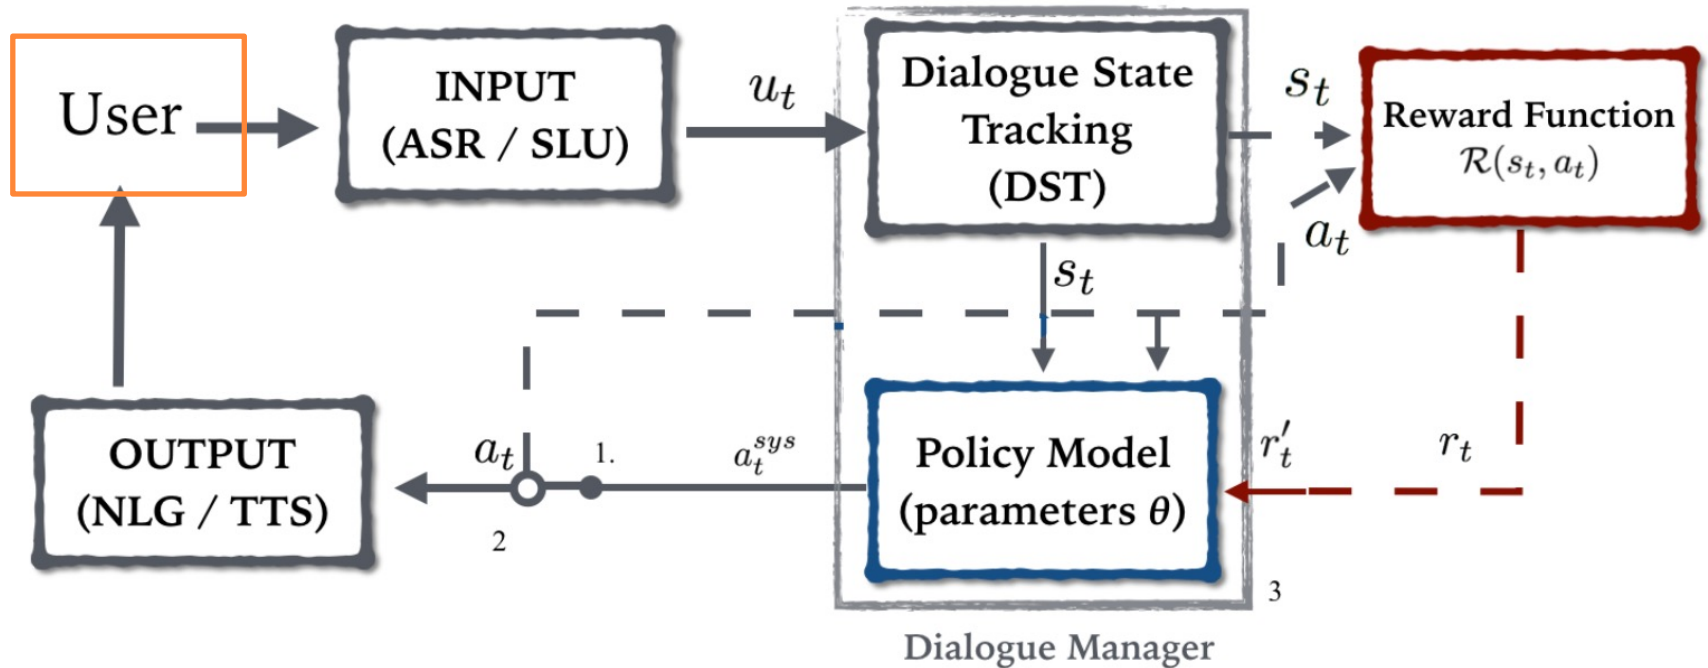 User
INPUT
(ASR / SLU)
u_t
Dialogue State
Tracking
(DST)
s_t
Reward Function
R(s_t, a_t)
a_t
s_t
OUTPUT
(NLG / TTS)
a_t
1.
2
a_t^{sys}
Policy Model
(parameters θ)
r'_t
r_t
3
Dialogue Manager